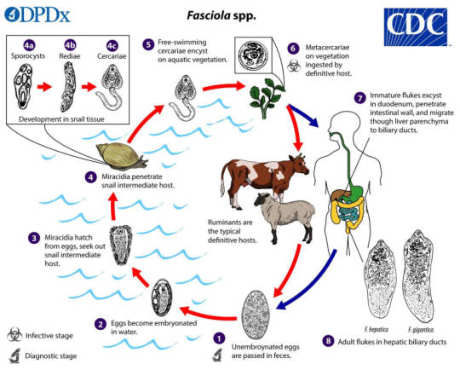 DPDx
Fasciola spp.
CDC
4a
4b
4c
Sporocysts
Rediae
Cercariae
Development in snail tissue
5
Free-swimming
cercariae encyst
on aquatic vegetation.
6
Metacercariae
on vegetation
ingested by
definitive host.
7
Immature flukes excyst
in duodenum, penetrate
intestinal wall, and migrate
though liver parenchyma
to biliary ducts.
4
Miracidia penetrate
snail intermediate host.
Ruminants are
the typical
definitive hosts.
3
Miracidia hatch
from eggs, seek out
snail intermediate
host.
F. hepatica
F. gigantica
8
Adult flukes in hepatic biliary ducts
2
Eggs become embryonated
in water.
1
Unembroynated eggs
are passed in feces.
Infective stage
Diagnostic stage